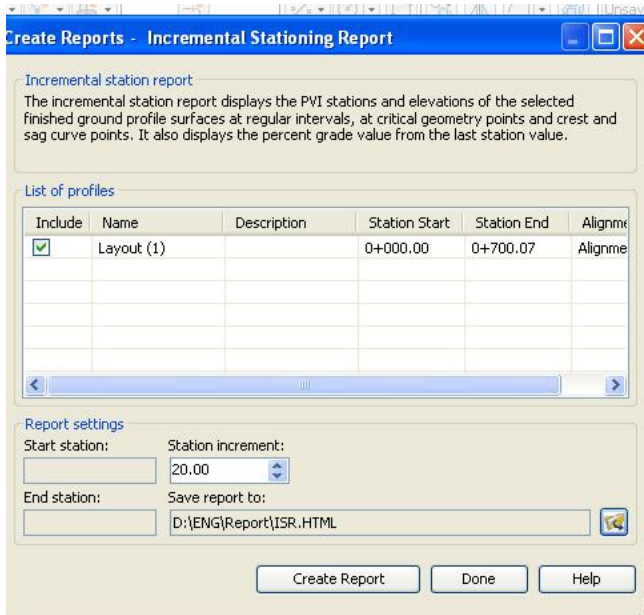 Unsav
Create Reports - Incremental Stationing Report
Incremental station report
The incremental station report displays the PVI stations and elevations of the selected
finished ground profile surfaces at regular intervals, at critical geometry points and crest and
sag curve points. It also displays the percent grade value from the last station value.
List of profiles
Include Name Description Station Start Station End Alignme
Layout (1) 0+000.00 0+700.07 Alignme
Report settings
Start station: Station increment:
20.00
End station: Save report to:
D:\ENG\Report\ISR.HTML
Create Report Done Help